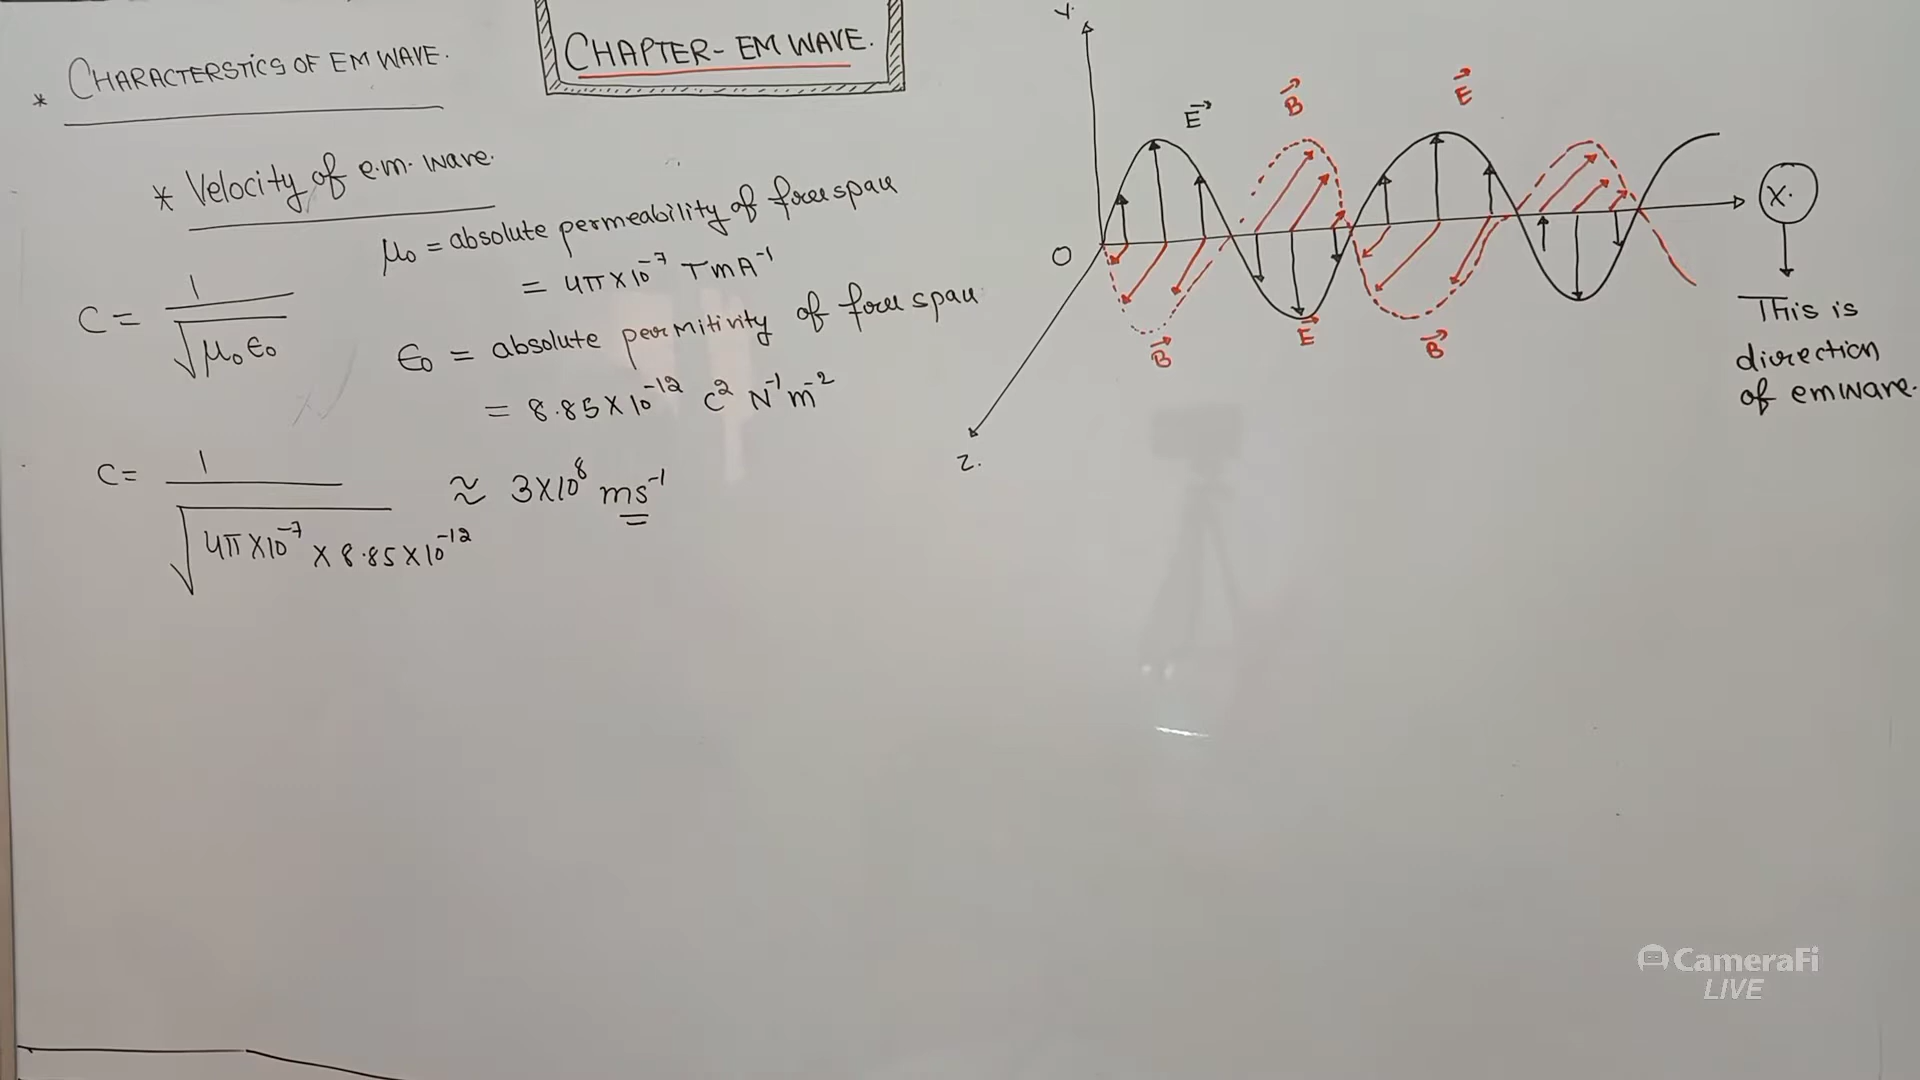 CHAPTER- EM WAVE.
* CHARACTERSTICS OF EM WAVE.
* Velocity of e.m. wave.
μ₀ = absolute permeability of free space
= 4π×10⁻⁷ TmA⁻¹
C = 1/√μ₀ϵ₀
ϵ₀ = absolute permitivity of free space
= 8.85×10⁻¹² C² N⁻¹ m⁻²
C = 1/√4π×10⁻⁷ × 8.85×10⁻¹² ≈ 3×10⁸ ms⁻¹
Y.
E⃗
B⃗
E⃗
O
B⃗
E⃗
B⃗
X.
Z.
This is
direction
of em wave.
CameraFi
LIVE